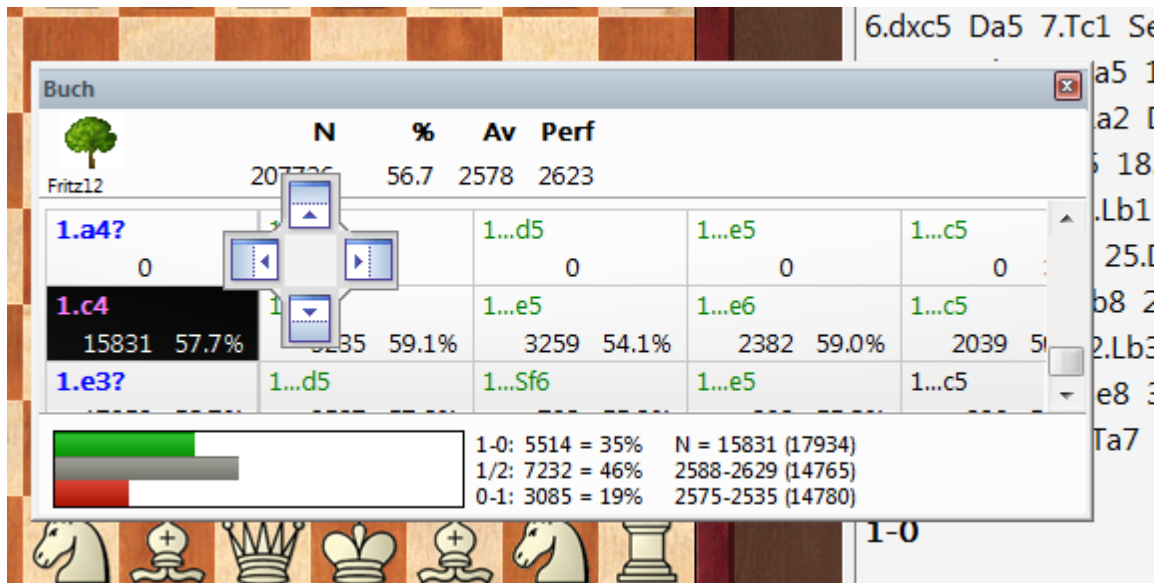 6.dxc5 Da5 7.Tc1
Buch
a5
N % Av Perf
a2
56.7 2578 2623
18
Fritz12
1.a4? 1...d5 1...e5 1...c5
.Lb1
0 0 0 0
25.
1.c4 1...e5 1...e6 1...c5
b8
15831 57.7% 59.1% 3259 54.1% 2382 59.0% 2039
2.Lb3
1.e3? 1...d5 1...Sf6 1...e5 1...c5
e8
1-0: 5514 = 35% N = 15831 (17934)
Ta7
1/2: 7232 = 46% 2588-2629 (14765)
0-1: 3085 = 19% 2575-2535 (14780)
1-0